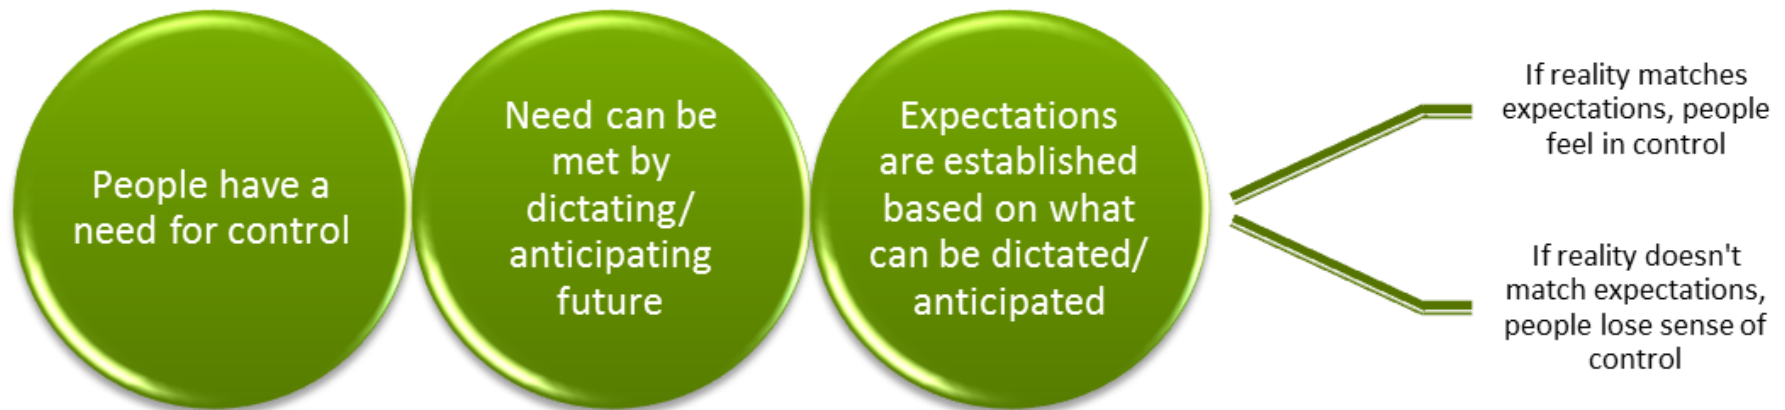 People have a
need for control
Need can be
met by
dictating/
anticipating
future
Expectations
are established
based on what
can be dictated/
anticipated
If reality matches
expectations, people
feel in control
If reality doesn't
match expectations,
people lose sense of
control